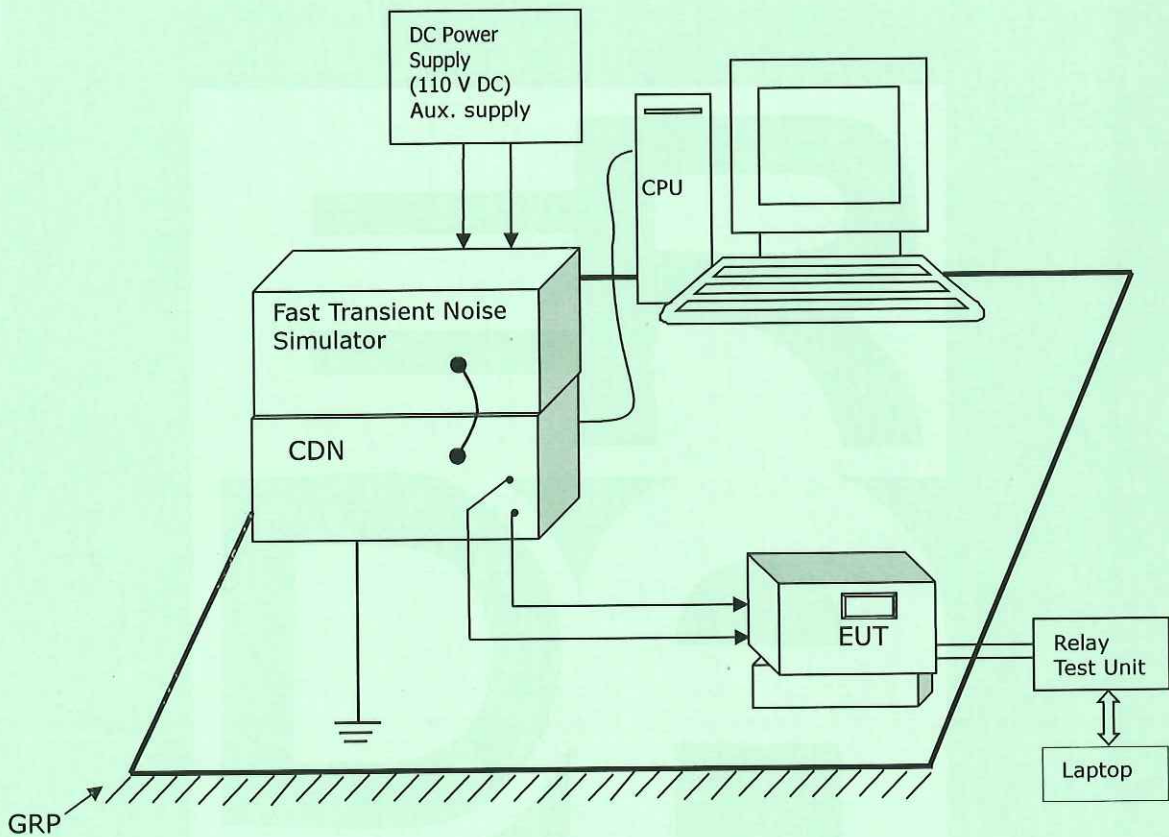 DC Power
Supply
(110 V DC)
Aux. supply
CPU
Fast Transient Noise
Simulator
CDN
EUT
Relay
Test Unit
Laptop
GRP